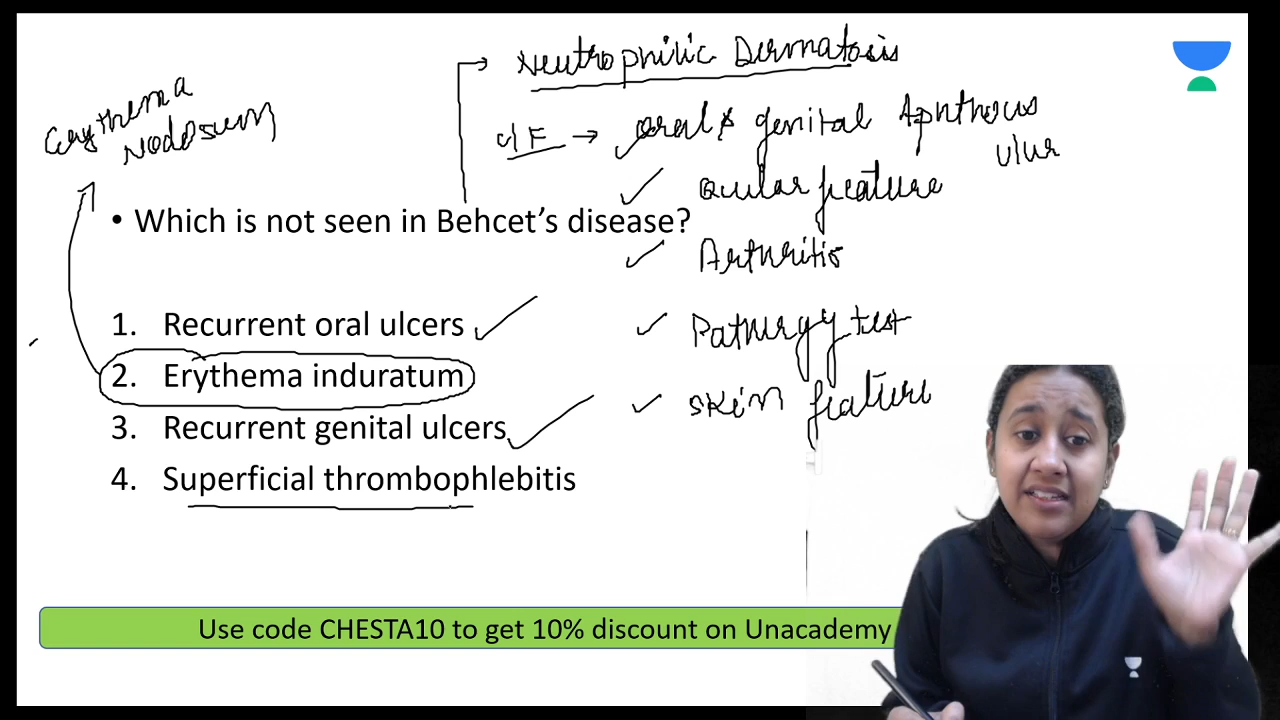 Neutrophilic Dermatosis
Erythema
Nodosum
C/F → oral & genital Aphthous
ulcer
ocular feature
• Which is not seen in Behcet’s disease?
Arthritis
1. Recurrent oral ulcers
Pathergy test
2. Erythema induratum
skin feature
3. Recurrent genital ulcers
4. Superficial thrombophlebitis
Use code CHESTA10 to get 10% discount on Unacademy